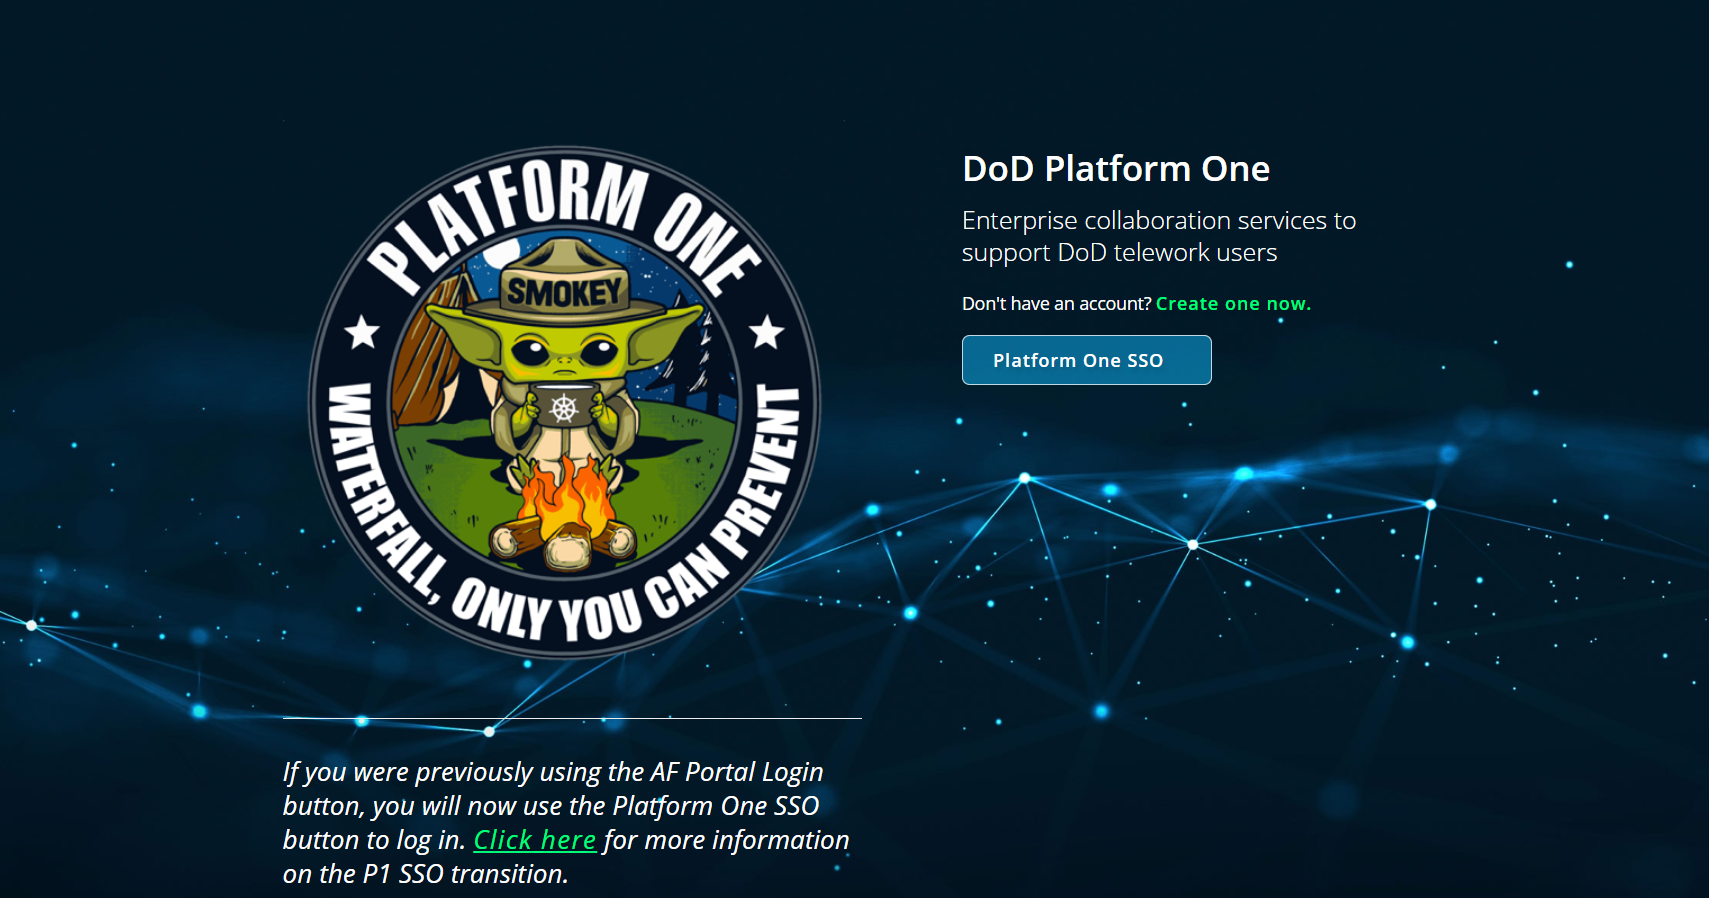 PLATFORM ONE
SMOKEY
WATERFALL, ONLY YOU CAN PREVENT
DoD Platform One
Enterprise collaboration services to
support DoD telework users
Don't have an account? Create one now.
Platform One SSO
If you were previously using the AF Portal Login
button, you will now use the Platform One SSO
button to log in. Click here for more information
on the P1 SSO transition.